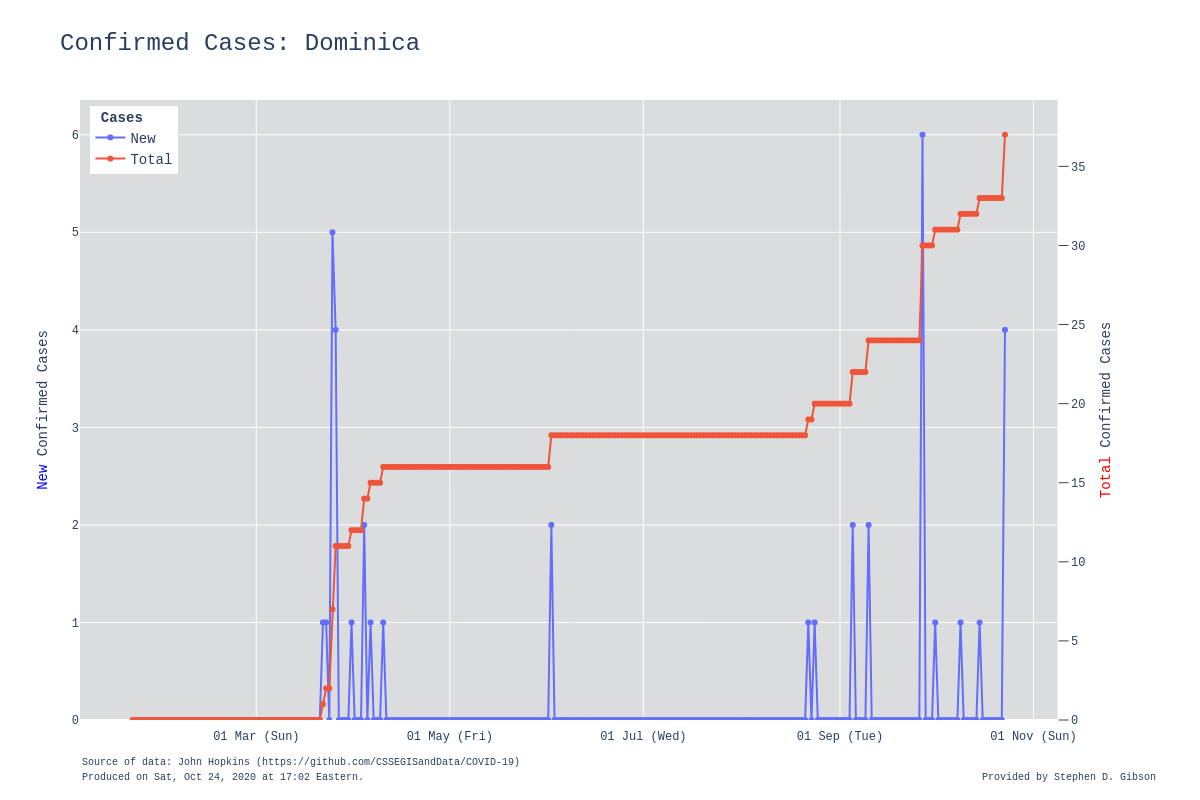 Confirmed Cases: Dominica
Cases
New
Total
6
5
4
3
2
1
0
35
30
25
20
15
10
5
0
New Confirmed Cases
Total Confirmed Cases
01 Mar (Sun)
01 May (Fri)
01 Jul (Wed)
01 Sep (Tue)
01 Nov (Sun)
Source of data: John Hopkins (https://github.com/CSSEGISandData/COVID-19)
Produced on Sat, Oct 24, 2020 at 17:02 Eastern.
Provided by Stephen D. Gibson